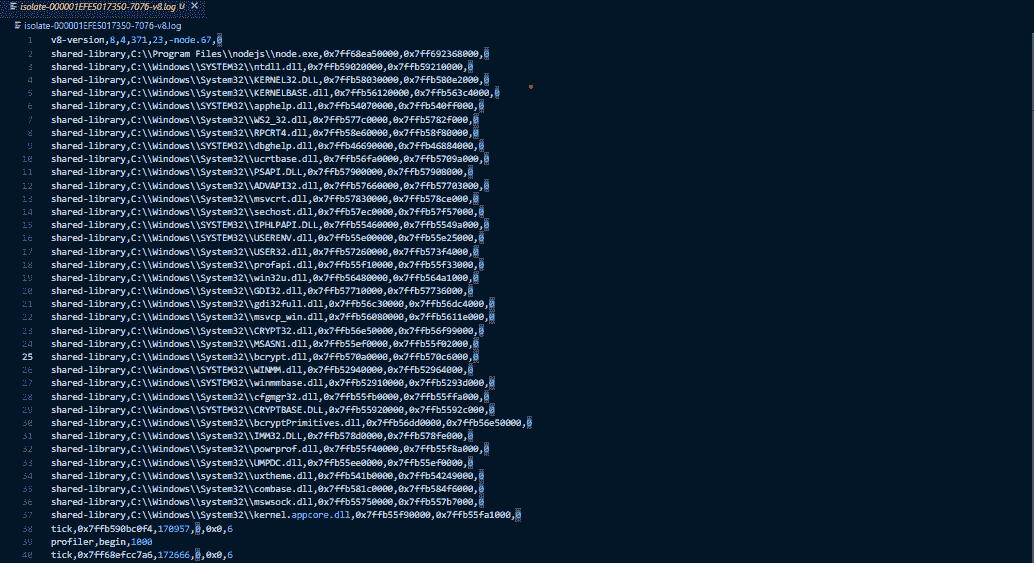 isolate-000001EFE5017350-7076-v8.log U X
isolate-000001EFE5017350-7076-v8.log
1 v8-version,8,4,371,23,-node.67,0
2 shared-library,C:\\Program Files\\nodejs\\node.exe,0x7ff68ea50000,0x7ff692368000,0
3 shared-library,C:\\Windows\\SYSTEM32\\ntdll.dll,0x7ffb59020000,0x7ffb59210000,0
4 shared-library,C:\\Windows\\System32\\KERNEL32.DLL,0x7ffb58030000,0x7ffb580e2000,0
5 shared-library,C:\\Windows\\System32\\KERNELBASE.dll,0x7ffb56120000,0x7ffb563c4000,0
6 shared-library,C:\\Windows\\SYSTEM32\\apphelp.dll,0x7ffb54070000,0x7ffb540ff000,0
7 shared-library,C:\\Windows\\System32\\WS2_32.dll,0x7ffb577c0000,0x7ffb5782f000,0
8 shared-library,C:\\Windows\\System32\\RPCRT4.dll,0x7ffb58e60000,0x7ffb58f80000,0
9 shared-library,C:\\Windows\\SYSTEM32\\dbghelp.dll,0x7ffb46690000,0x7ffb46884000,0
10 shared-library,C:\\Windows\\System32\\ucrtbase.dll,0x7ffb56fa0000,0x7ffb5709a000,0
11 shared-library,C:\\Windows\\System32\\PSAPI.DLL,0x7ffb57900000,0x7ffb57908000,0
12 shared-library,C:\\Windows\\System32\\ADVAPI32.dll,0x7ffb57660000,0x7ffb57703000,0
13 shared-library,C:\\Windows\\System32\\msvcrt.dll,0x7ffb57830000,0x7ffb578ce000,0
14 shared-library,C:\\Windows\\System32\\sechost.dll,0x7ffb57ec0000,0x7ffb57f57000,0
15 shared-library,C:\\Windows\\SYSTEM32\\IPHLPAPI.DLL,0x7ffb55460000,0x7ffb5549a000,0
16 shared-library,C:\\Windows\\SYSTEM32\\USERENV.dll,0x7ffb55e00000,0x7ffb55e25000,0
17 shared-library,C:\\Windows\\System32\\USER32.dll,0x7ffb57260000,0x7ffb573f4000,0
18 shared-library,C:\\Windows\\System32\\profapi.dll,0x7ffb55f10000,0x7ffb55f33000,0
19 shared-library,C:\\Windows\\System32\\win32u.dll,0x7ffb56480000,0x7ffb564a1000,0
20 shared-library,C:\\Windows\\System32\\GDI32.dll,0x7ffb57710000,0x7ffb57736000,0
21 shared-library,C:\\Windows\\System32\\gdi32full.dll,0x7ffb56c30000,0x7ffb56dc4000,0
22 shared-library,C:\\Windows\\System32\\msvcp_win.dll,0x7ffb56080000,0x7ffb5611e000,0
23 shared-library,C:\\Windows\\System32\\CRYPT32.dll,0x7ffb56e50000,0x7ffb56f99000,0
24 shared-library,C:\\Windows\\System32\\MSASN1.dll,0x7ffb55ef0000,0x7ffb55f02000,0
25 shared-library,C:\\Windows\\System32\\bcrypt.dll,0x7ffb570a0000,0x7ffb570c6000,0
26 shared-library,C:\\Windows\\SYSTEM32\\WINMM.dll,0x7ffb52940000,0x7ffb52964000,0
27 shared-library,C:\\Windows\\SYSTEM32\\winmmbase.dll,0x7ffb52910000,0x7ffb5293d000,0
28 shared-library,C:\\Windows\\System32\\cfgmgr32.dll,0x7ffb55fb0000,0x7ffb55ffa000,0
29 shared-library,C:\\Windows\\SYSTEM32\\CRYPTBASE.DLL,0x7ffb55920000,0x7ffb5592c000,0
30 shared-library,C:\\Windows\\System32\\bcryptPrimitives.dll,0x7ffb56dd0000,0x7ffb56e50000,0
31 shared-library,C:\\Windows\\System32\\IMM32.DLL,0x7ffb578d0000,0x7ffb578fe000,0
32 shared-library,C:\\Windows\\System32\\powrprof.dll,0x7ffb55f40000,0x7ffb55f8a000,0
33 shared-library,C:\\Windows\\System32\\UMPDC.dll,0x7ffb55ee0000,0x7ffb55ef0000,0
34 shared-library,C:\\Windows\\system32\\uxtheme.dll,0x7ffb541b0000,0x7ffb54249000,0
35 shared-library,C:\\Windows\\System32\\combase.dll,0x7ffb581c0000,0x7ffb584f6000,0
36 shared-library,C:\\Windows\\system32\\mswsock.dll,0x7ffb55750000,0x7ffb557b7000,0
37 shared-library,C:\\Windows\\System32\\kernel.appcore.dll,0x7ffb55f90000,0x7ffb55fa1000,0
38 tick,0x7ffb590bc0f4,170957,0,0x0,6
39 profiler,begin,1000
40 tick,0x7ff68efcc7a6,172666,0,0x0,6